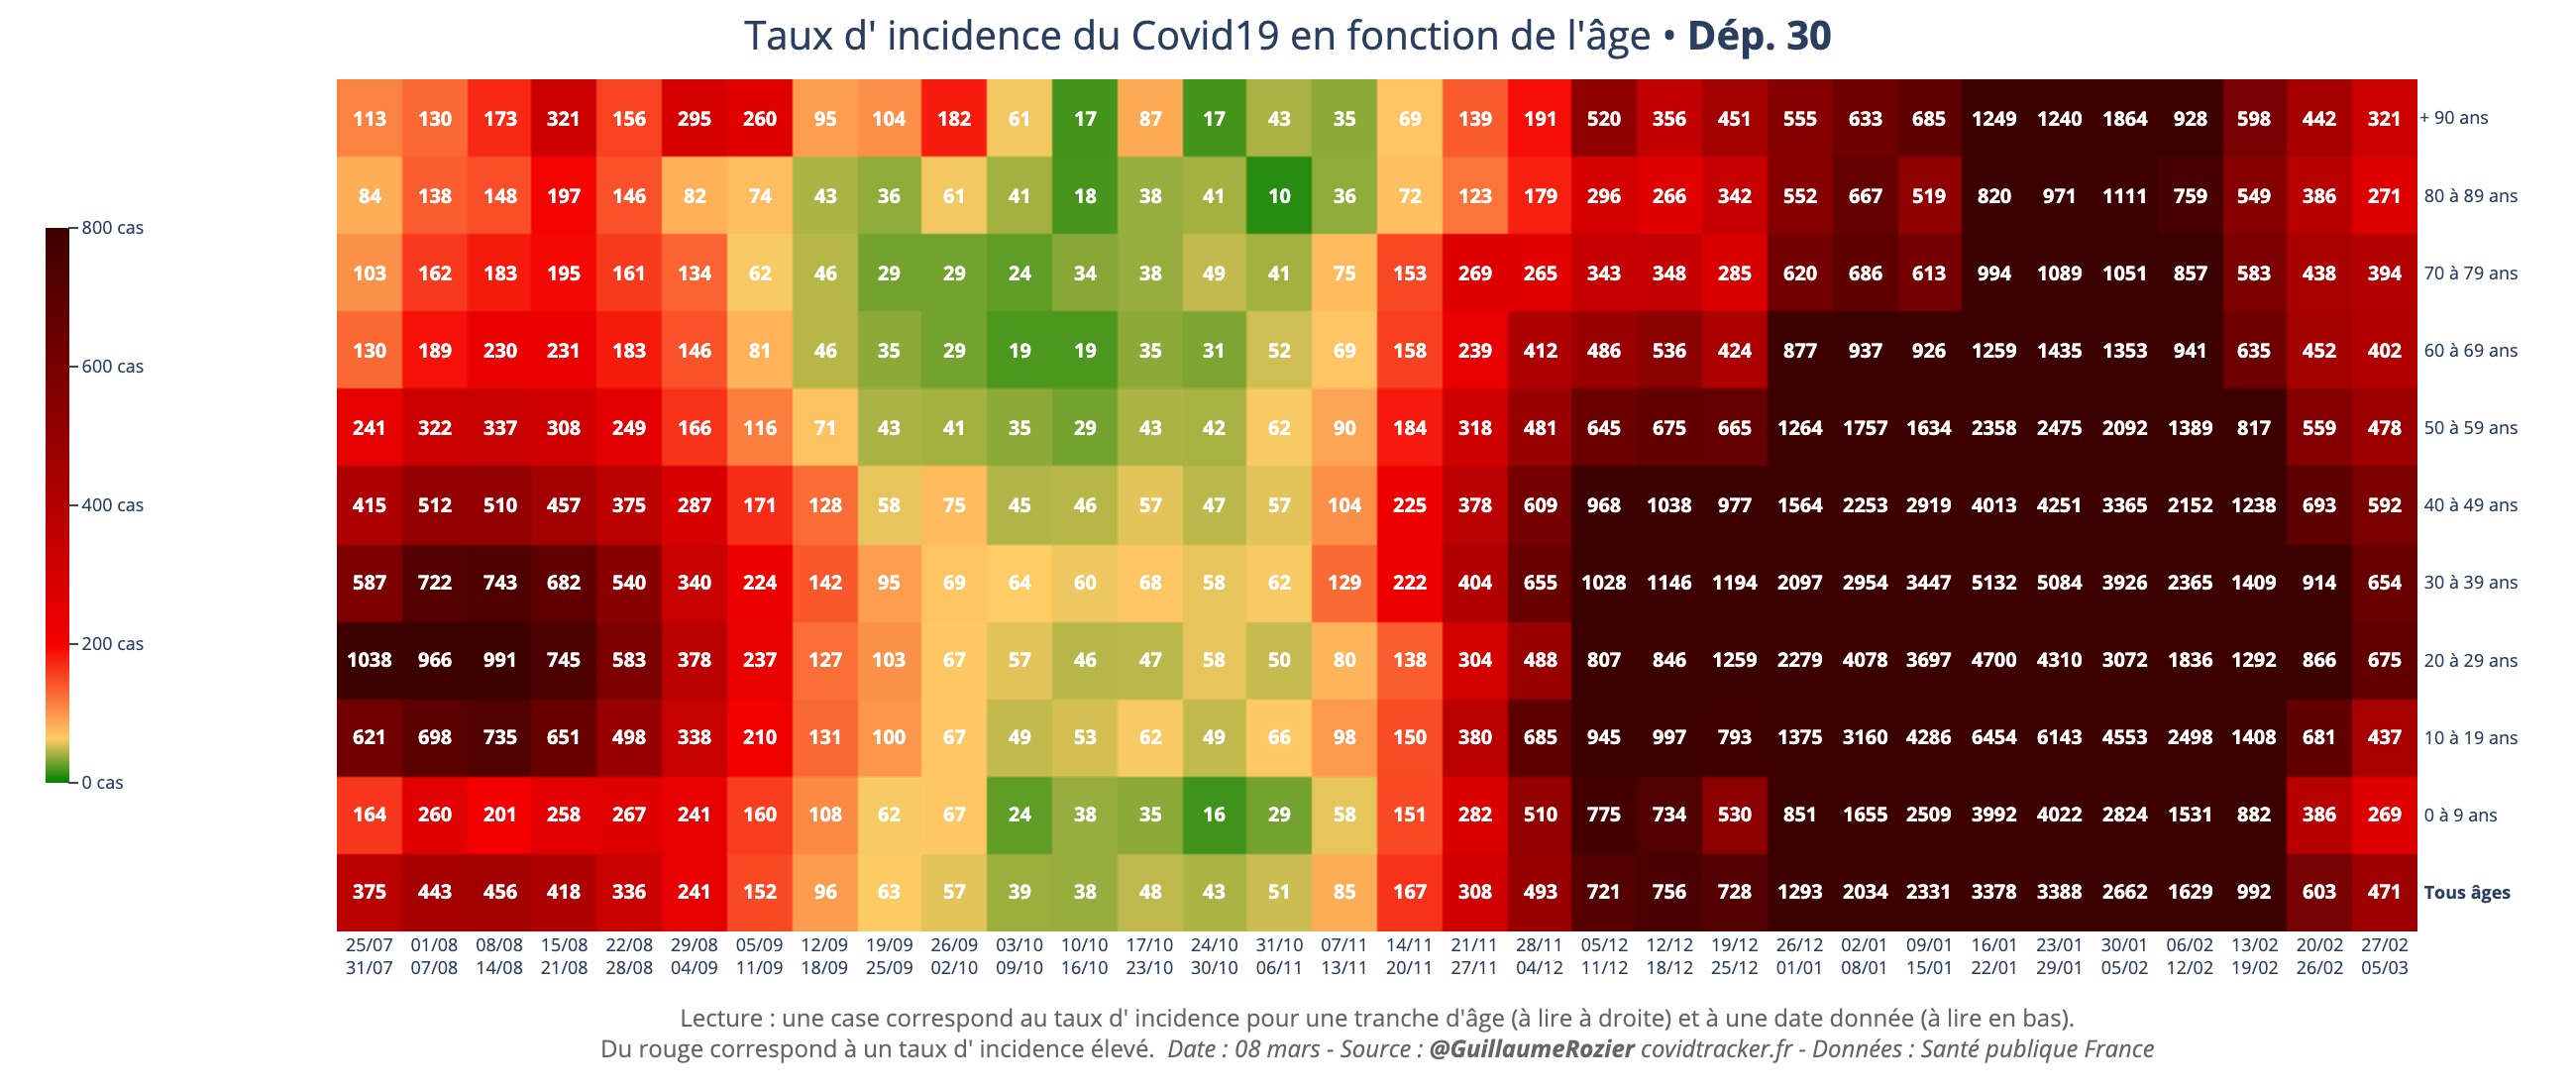 Taux d' incidence du Covid19 en fonction de l'âge • Dép. 30
800 cas
600 cas
400 cas
200 cas
0 cas
113 130 173 321 156 295 260 95 104 182 61 17 87 17 43 35 69 139 191 520 356 451 555 633 685 1249 1240 1864 928 598 442 321 + 90 ans
84 138 148 197 146 82 74 43 36 61 41 18 38 41 10 36 72 123 179 296 266 342 552 667 519 820 971 1111 759 549 386 271 80 à 89 ans
103 162 183 195 161 134 62 46 29 29 24 34 38 49 41 75 153 269 265 343 348 285 620 686 613 994 1089 1051 857 583 438 394 70 à 79 ans
130 189 230 231 183 146 81 46 35 29 19 19 35 31 52 69 158 239 412 486 536 424 877 937 926 1259 1435 1353 941 635 452 402 60 à 69 ans
241 322 337 308 249 166 116 71 43 41 35 29 43 42 62 90 184 318 481 645 675 665 1264 1757 1634 2358 2475 2092 1389 817 559 478 50 à 59 ans
415 512 510 457 375 287 171 128 58 75 45 46 57 47 57 104 225 378 609 968 1038 977 1564 2253 2919 4013 4251 3365 2152 1238 693 592 40 à 49 ans
587 722 743 682 540 340 224 142 95 69 64 60 68 58 62 129 222 404 655 1028 1146 1194 2097 2954 3447 5132 5084 3926 2365 1409 914 654 30 à 39 ans
1038 966 991 745 583 378 237 127 103 67 57 46 47 58 50 80 138 304 488 807 846 1259 2279 4078 3697 4700 4310 3072 1836 1292 866 675 20 à 29 ans
621 698 735 651 498 338 210 131 100 67 49 53 62 49 66 98 150 380 685 945 997 793 1375 3160 4286 6454 6143 4553 2498 1408 681 437 10 à 19 ans
164 260 201 258 267 241 160 108 62 67 24 38 35 16 29 58 151 282 510 775 734 530 851 1655 2509 3992 4022 2824 1531 882 386 269 0 à 9 ans
375 443 456 418 336 241 152 96 63 57 39 38 48 43 51 85 167 308 493 721 756 728 1293 2034 2331 3378 3388 2662 1629 992 603 471 Tous âges
25/07 01/08 08/08 15/08 22/08 29/08 05/09 12/09 19/09 26/09 03/10 10/10 17/10 24/10 31/10 07/11 14/11 21/11 28/11 05/12 12/12 19/12 26/12 02/01 09/01 16/01 23/01 30/01 06/02 13/02 20/02 27/02
31/07 07/08 14/08 21/08 28/08 04/09 11/09 18/09 25/09 02/10 09/10 16/10 23/10 30/10 06/11 13/11 20/11 27/11 04/12 11/12 18/12 25/12 01/01 08/01 15/01 22/01 29/01 05/02 12/02 19/02 26/02 05/03
Lecture : une case correspond au taux d' incidence pour une tranche d'âge (à lire à droite) et à une date donnée (à lire en bas).
Du rouge correspond à un taux d' incidence élevé. Date : 08 mars - Source : @GuillaumeRozier covidtracker.fr - Données : Santé publique France